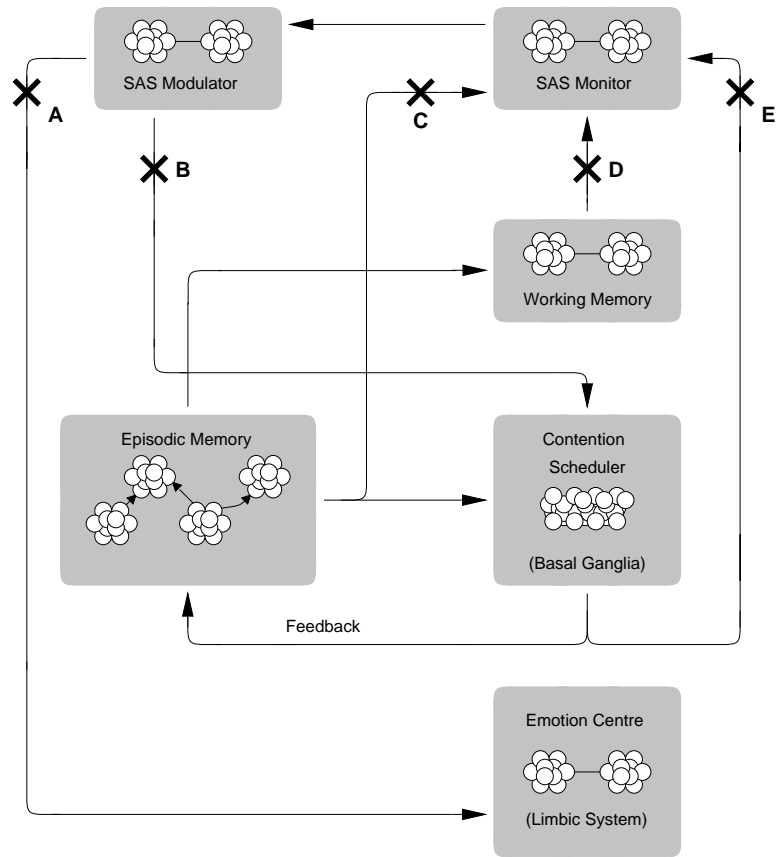 SAS Modulator
SAS Monitor
A
B
C
D
E
Working Memory
Episodic Memory
Contention
Scheduler
(Basal Ganglia)
Feedback
Emotion Centre
(Limbic System)